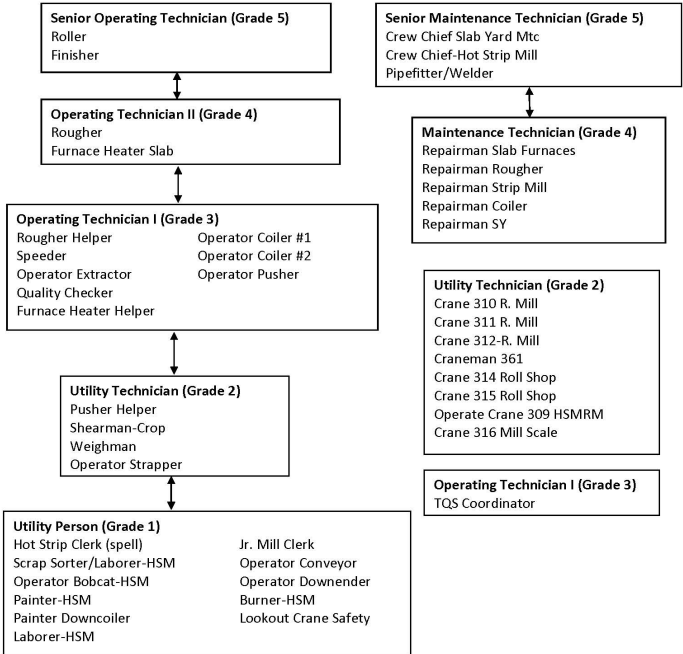 Senior Operating Technician (Grade 5)
Roller
Finisher
Operating Technician II (Grade 4)
Rougher
Furnace Heater Slab
Operating Technician I (Grade 3)
Rougher Helper
Speeder
Operator Extractor
Quality Checker
Furnace Heater Helper
Operator Coiler #1
Operator Coiler #2
Operator Pusher
Utility Technician (Grade 2)
Pusher Helper
Shearman-Crop
Weighman
Operator Strapper
Utility Person (Grade 1)
Hot Strip Clerk (spell)
Scrap Sorter/Laborer-HSM
Operator Bobcat-HSM
Painter-HSM
Painter Downcoiler
Laborer-HSM
Jr. Mill Clerk
Operator Conveyor
Operator Downender
Burner-HSM
Lookout Crane Safety
Senior Maintenance Technician (Grade 5)
Crew Chief Slab Yard Mtc
Crew Chief-Hot Strip Mill
Pipefitter/Welder
Maintenance Technician (Grade 4)
Repairman Slab Furnaces
Repairman Rougher
Repairman Strip Mill
Repairman Coiler
Repairman SY
Utility Technician (Grade 2)
Crane 310 R. Mill
Crane 311 R. Mill
Crane 312-R. Mill
Craneman 361
Crane 314 Roll Shop
Crane 315 Roll Shop
Operate Crane 309 HSMRM
Crane 316 Mill Scale
Operating Technician I (Grade 3)
TQS Coordinator